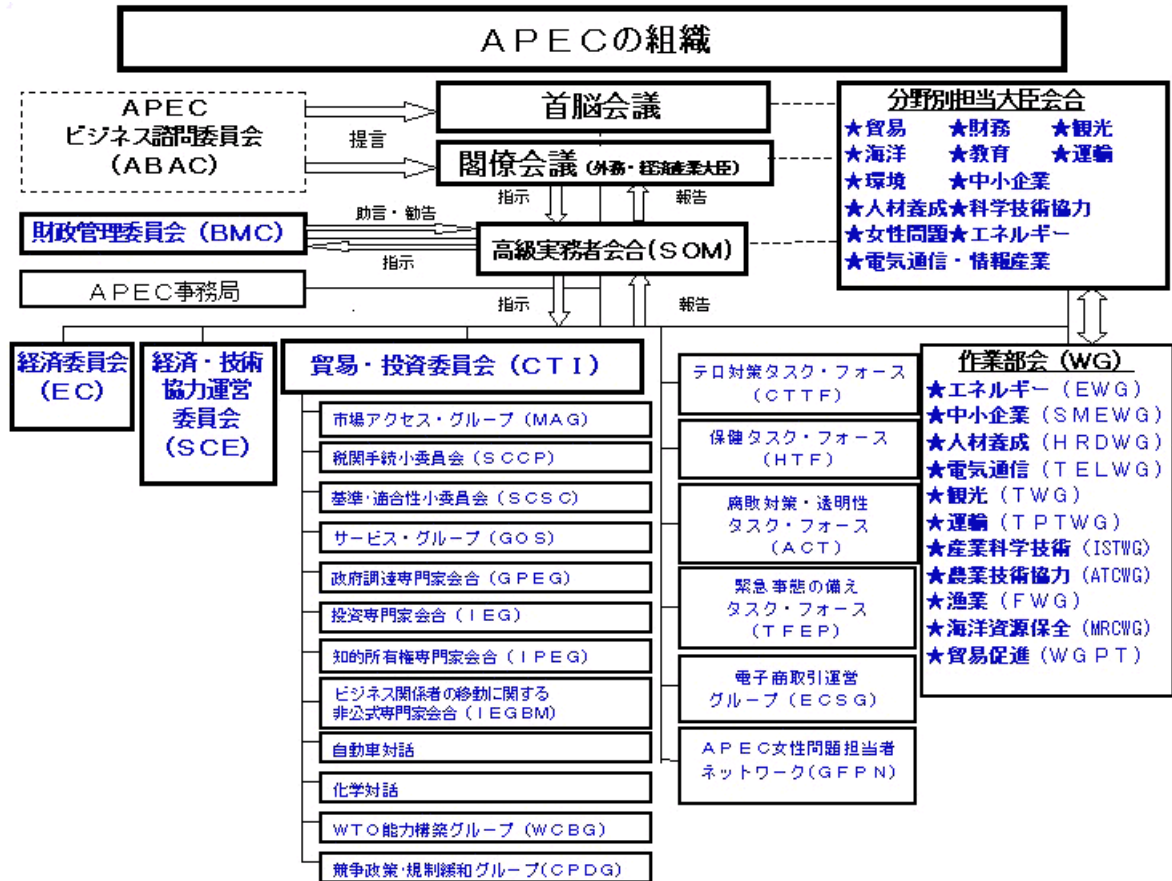 ＡＰＥＣの組織
ＡＰＥＣ
ビジネス諮問委員会
(ＡＢＡＣ)
提言
首脳会議
閣僚会議 (外務・経済産業大臣)
指示
報告
分野別担当大臣会合
★貿易 ★財務 ★観光
★海洋 ★教育 ★運輸
★環境 ★中小企業
★人材養成★科学技術協力
★女性問題★エネルギー
★電気通信・情報産業
財政管理委員会（ＢＭＣ）
助言・勧告
指示
高級実務者会合(ＳＯＭ)
ＡＰＥＣ事務局
指示
報告
経済委員会
(ＥＣ)
経済・技術
協力運営
委員会
(ＳＣＥ)
貿易・投資委員会（ＣＴＩ）
市場アクセス・グループ（ＭＡＧ）
税関手続小委員会（ＳＣＣＰ）
基準・適合性小委員会（ＳＣＳＣ）
サービス・グループ（ＧＯＳ）
政府調達専門家会合（ＧＰＥＧ）
投資専門家会合（ＩＥＧ）
知的所有権専門家会合（ＩＰＥＧ）
ビジネス関係者の移動に関する
非公式専門家会合（ＩＥＧＢＭ）
自動車対話
化学対話
ＷＴＯ能力構築グループ（ＷＣＢＧ）
競争政策・規制緩和グループ(ＣＰＤＧ)
テロ対策タスク・フォース
（ＣＴＴＦ）
保健タスク・フォース
（ＨＴＦ）
腐敗対策・透明性
タスク・フォース
（ＡＣＴ）
緊急事態の備え
タスク・フォース
（ＴＦＥＰ）
電子商取引運営
グループ（ＥＣＳＧ）
ＡＰＥＣ女性問題担当者
ネットワーク(ＧＦＰＮ)
作業部会（ＷＧ）
★エネルギー（ＥＷＧ）
★中小企業（ＳＭＥＷＧ）
★人材養成（ＨＲＤＷＧ）
★電気通信（ＴＥＬＷＧ）
★観光（ＴＷＧ）
★運輸（ＴＰＴＷＧ）
★産業科学技術（ISTWG）
★農業技術協力（ATCWG）
★漁業（ＦＷＧ）
★海洋資源保全（MRCWG）
★貿易促進（ＷＧＰＴ）